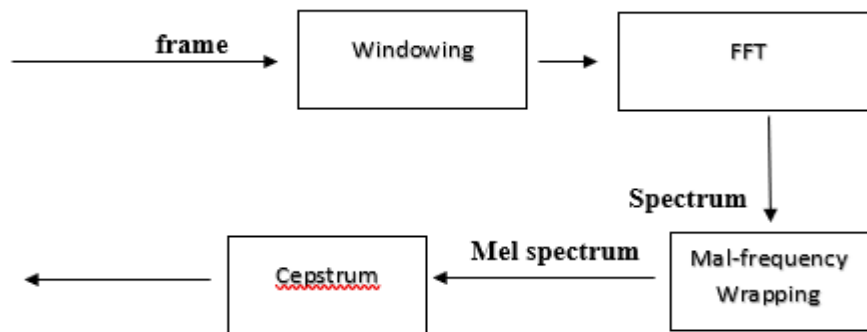 frame
Windowing
FFT
Spectrum
Mal-frequency
Wrapping
Mel spectrum
Cepstrum